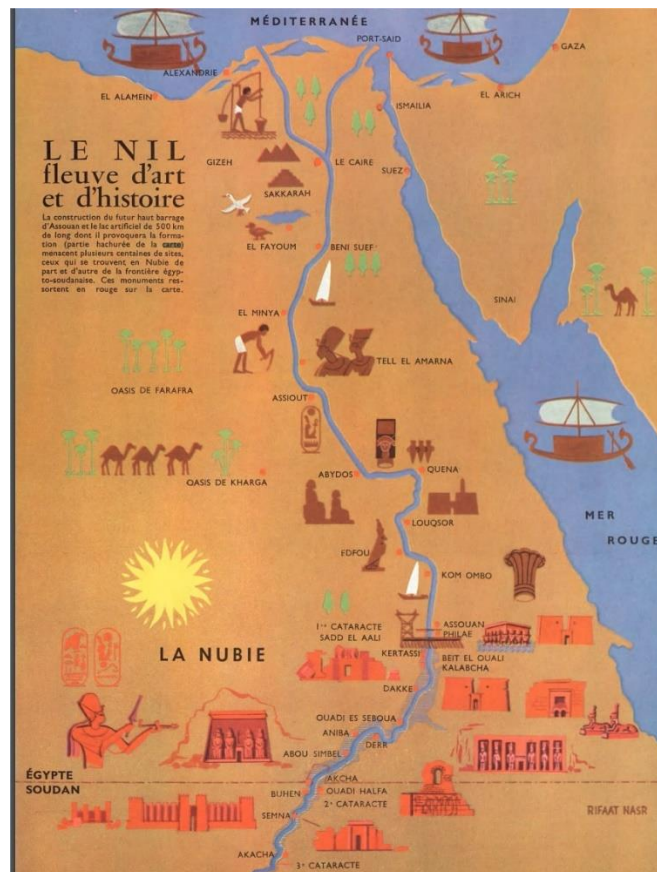 MÉDITERRANÉE
PORT-SAID
GAZA
ALEXANDRIE
EL ALAMEIN
ISMAILIA
EL ARICH
LE NIL
fleuve d'art
et d'histoire
La construction du futur haut barrage
d'Assouan et le lac artificiel de 500 km
de long dont il provoquera la forma-
tion (partie hachurée de la carte)
menacent plusieurs centaines de sites,
ceux qui se trouvent en Nubie de
part et d'autre de la frontière égyp-
to-soudanaise. Ces monuments res-
sortent en rouge sur la carte.
GIZEH
LE CAIRE
SUEZ
SAKKARAH
EL FAYOUM
BENI SUEF
SINAI
EL MINYA
TELL EL AMARNA
OASIS DE FARAFRA
ASSIOUT
OASIS DE KHARGA
ABYDOS
QUENA
LOUQSOR
MER
ROUGE
EDFOU
KOM OMBO
1re CATARACTE
SADD EL AALI
ASSOUAN
PHILAE
LA NUBIE
KERTASSI
BEIT EL OUALI
KALABCHA
DAKKE
OUADI ES SEBOUA
ANIBA
DERR
ABOU SIMBEL
ÉGYPTE
SOUDAN
AKCHA
BUHEN
OUADI HALFA
2e CATARACTE
SEMNA
RIFAAT NASR
AKACHA
3e CATARACTE